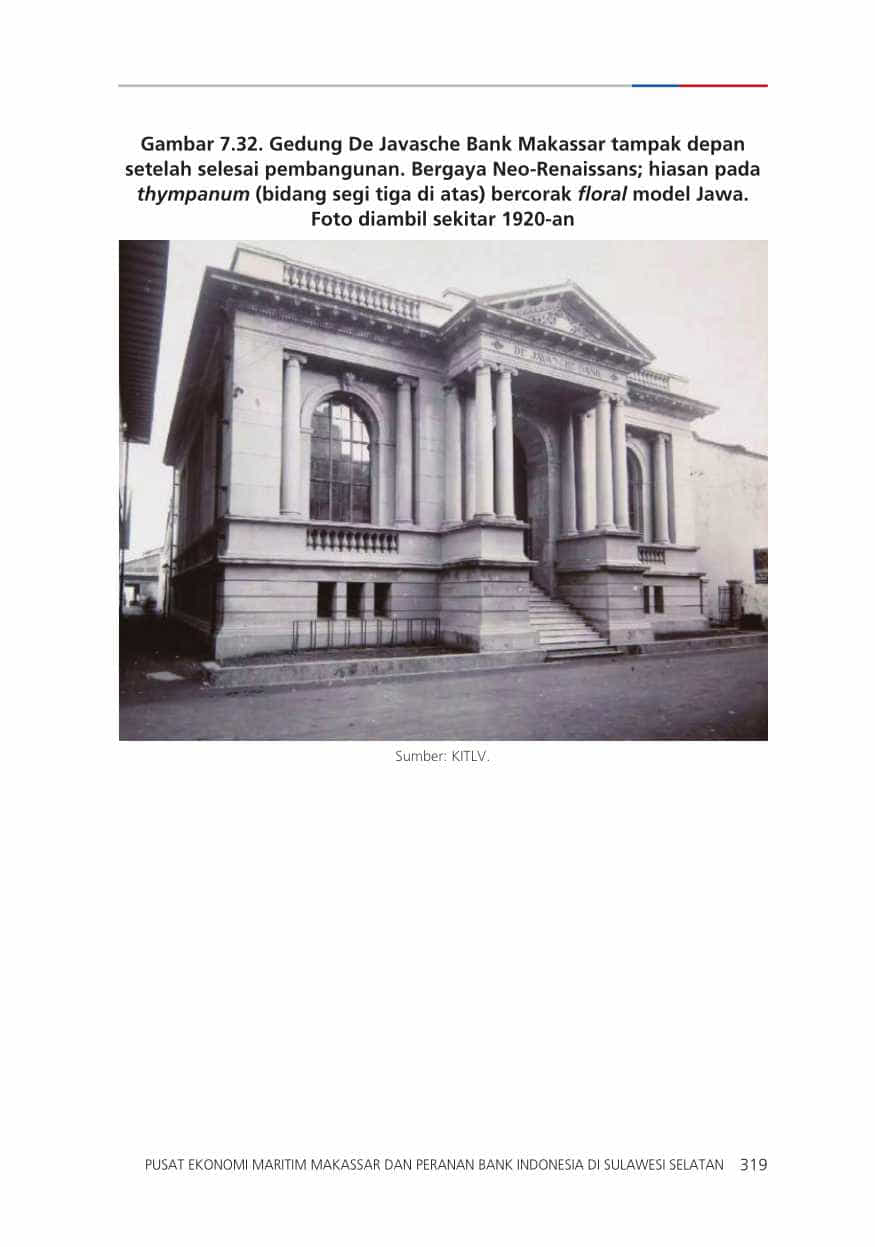 Gambar 7.32. Gedung De Javasche Bank Makassar tampak depan
setelah selesai pembangunan. Bergaya Neo-Renaissans; hiasan pada
thympanum (bidang segi tiga di atas) bercorak floral model Jawa.
Foto diambil sekitar 1920-an
DE JAVASCHE BANK
Sumber: KITLV.
PUSAT EKONOMI MARITIM MAKASSAR DAN PERANAN BANK INDONESIA DI SULAWESI SELATAN 319